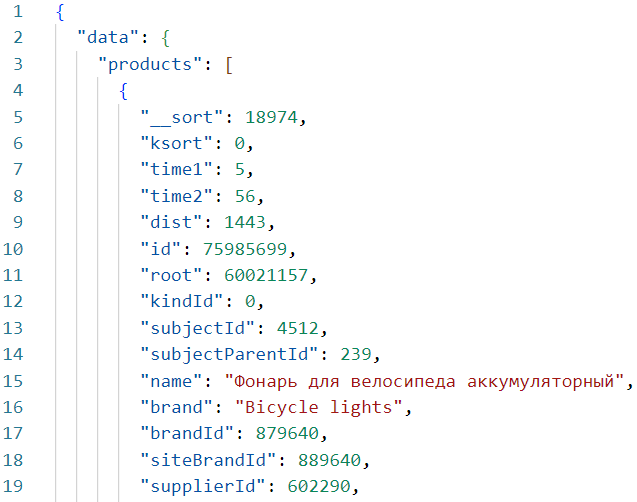 1 {
2 "data": {
3 "products": [
4 {
5 "__sort": 18974,
6 "ksort": 0,
7 "time1": 5,
8 "time2": 56,
9 "dist": 1443,
10 "id": 75985699,
11 "root": 60021157,
12 "kindId": 0,
13 "subjectId": 4512,
14 "subjectParentId": 239,
15 "name": "Фонарь для велосипеда аккумуляторный",
16 "brand": "Bicycle lights",
17 "brandId": 879640,
18 "siteBrandId": 889640,
19 "supplierId": 602290,